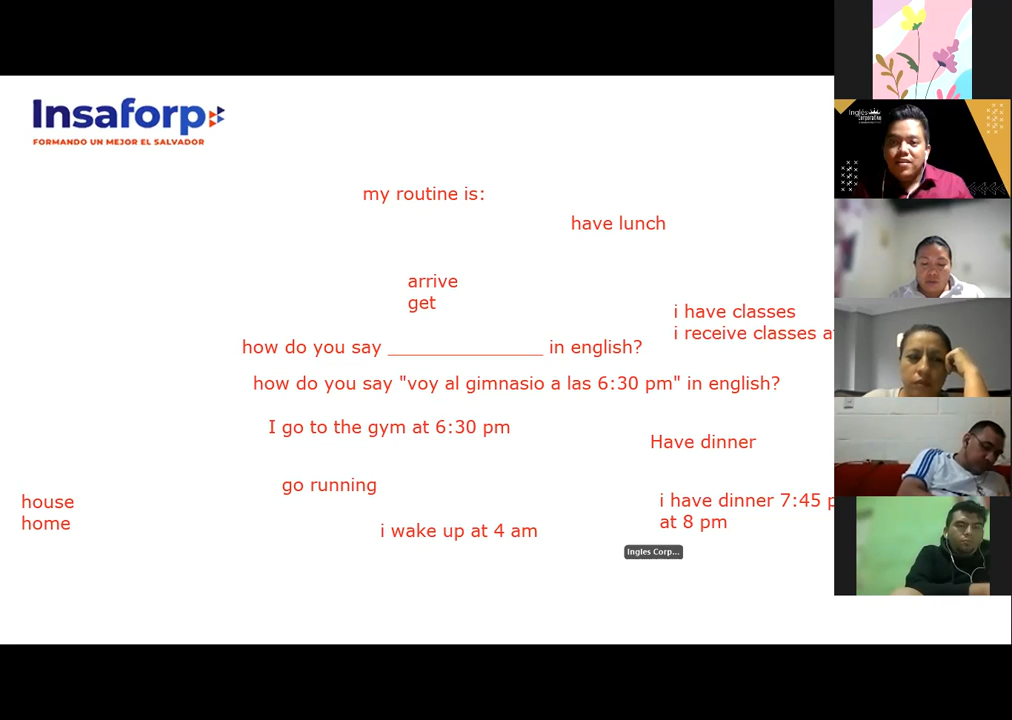 Insaforp
FORMANDO UN MEJOR EL SALVADOR
my routine is:
have lunch
arrive
get
i have classes
i receive classes
how do you say _______________ in english?
how do you say "voy al gimnasio a las 6:30 pm" in english?
I go to the gym at 6:30 pm
Have dinner
go running
house
home
i wake up at 4 am
i have dinner 7:45
at 8 pm
Ingles Corp...
Inglés
corporativo